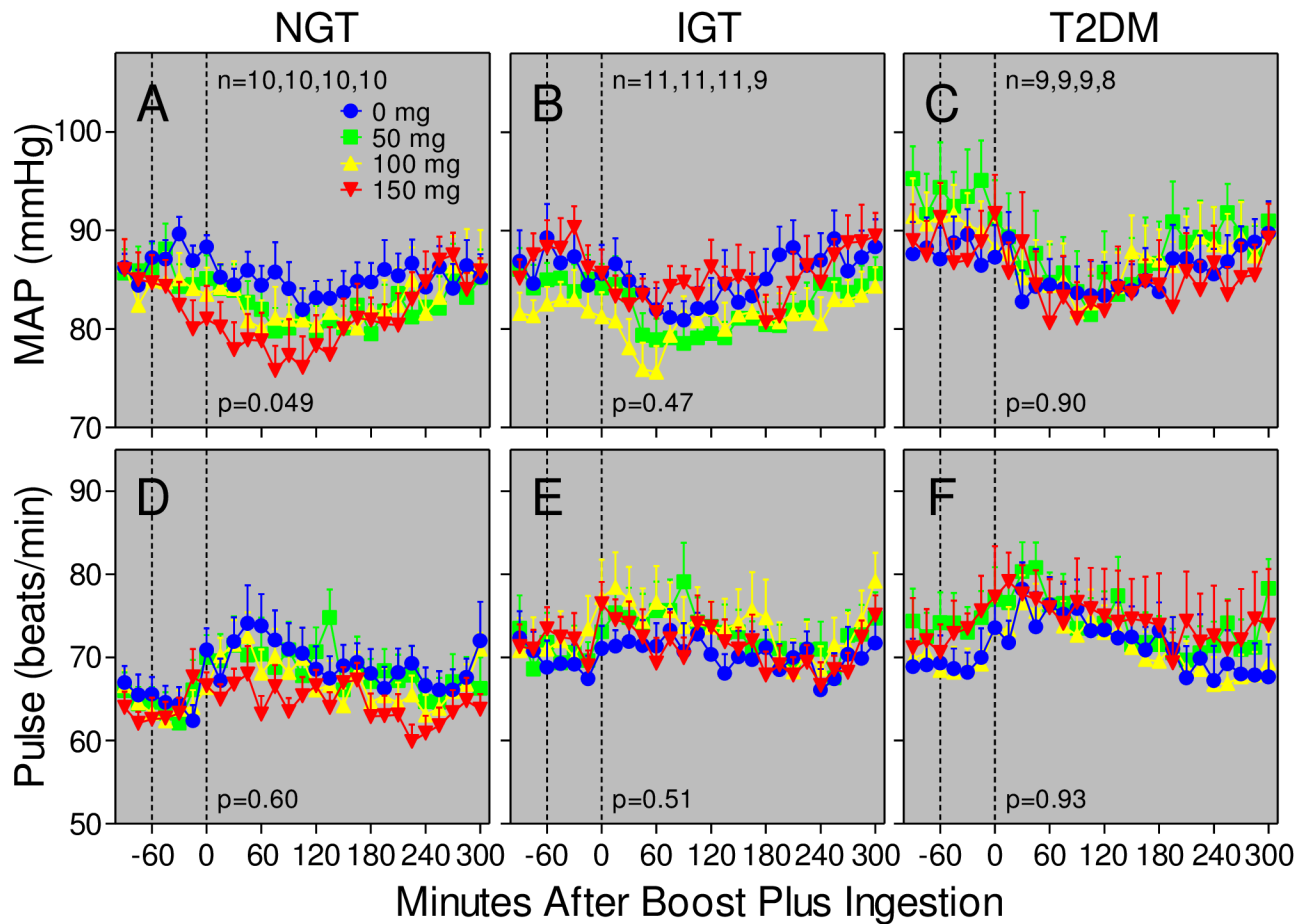 NGT IGT T2DM
A n=10,10,10,10
0 mg
50 mg
100 mg
150 mg
p=0.049
B n=11,11,11,9
p=0.47
C n=9,9,9,8
p=0.90
MAP (mmHg)
100
90
80
70
D
p=0.60
E
p=0.51
F
p=0.93
Pulse (beats/min)
90
80
70
60
50
-60 0 60 120 180 240 300
-60 0 60 120 180 240 300
-60 0 60 120 180 240 300
Minutes After Boost Plus Ingestion